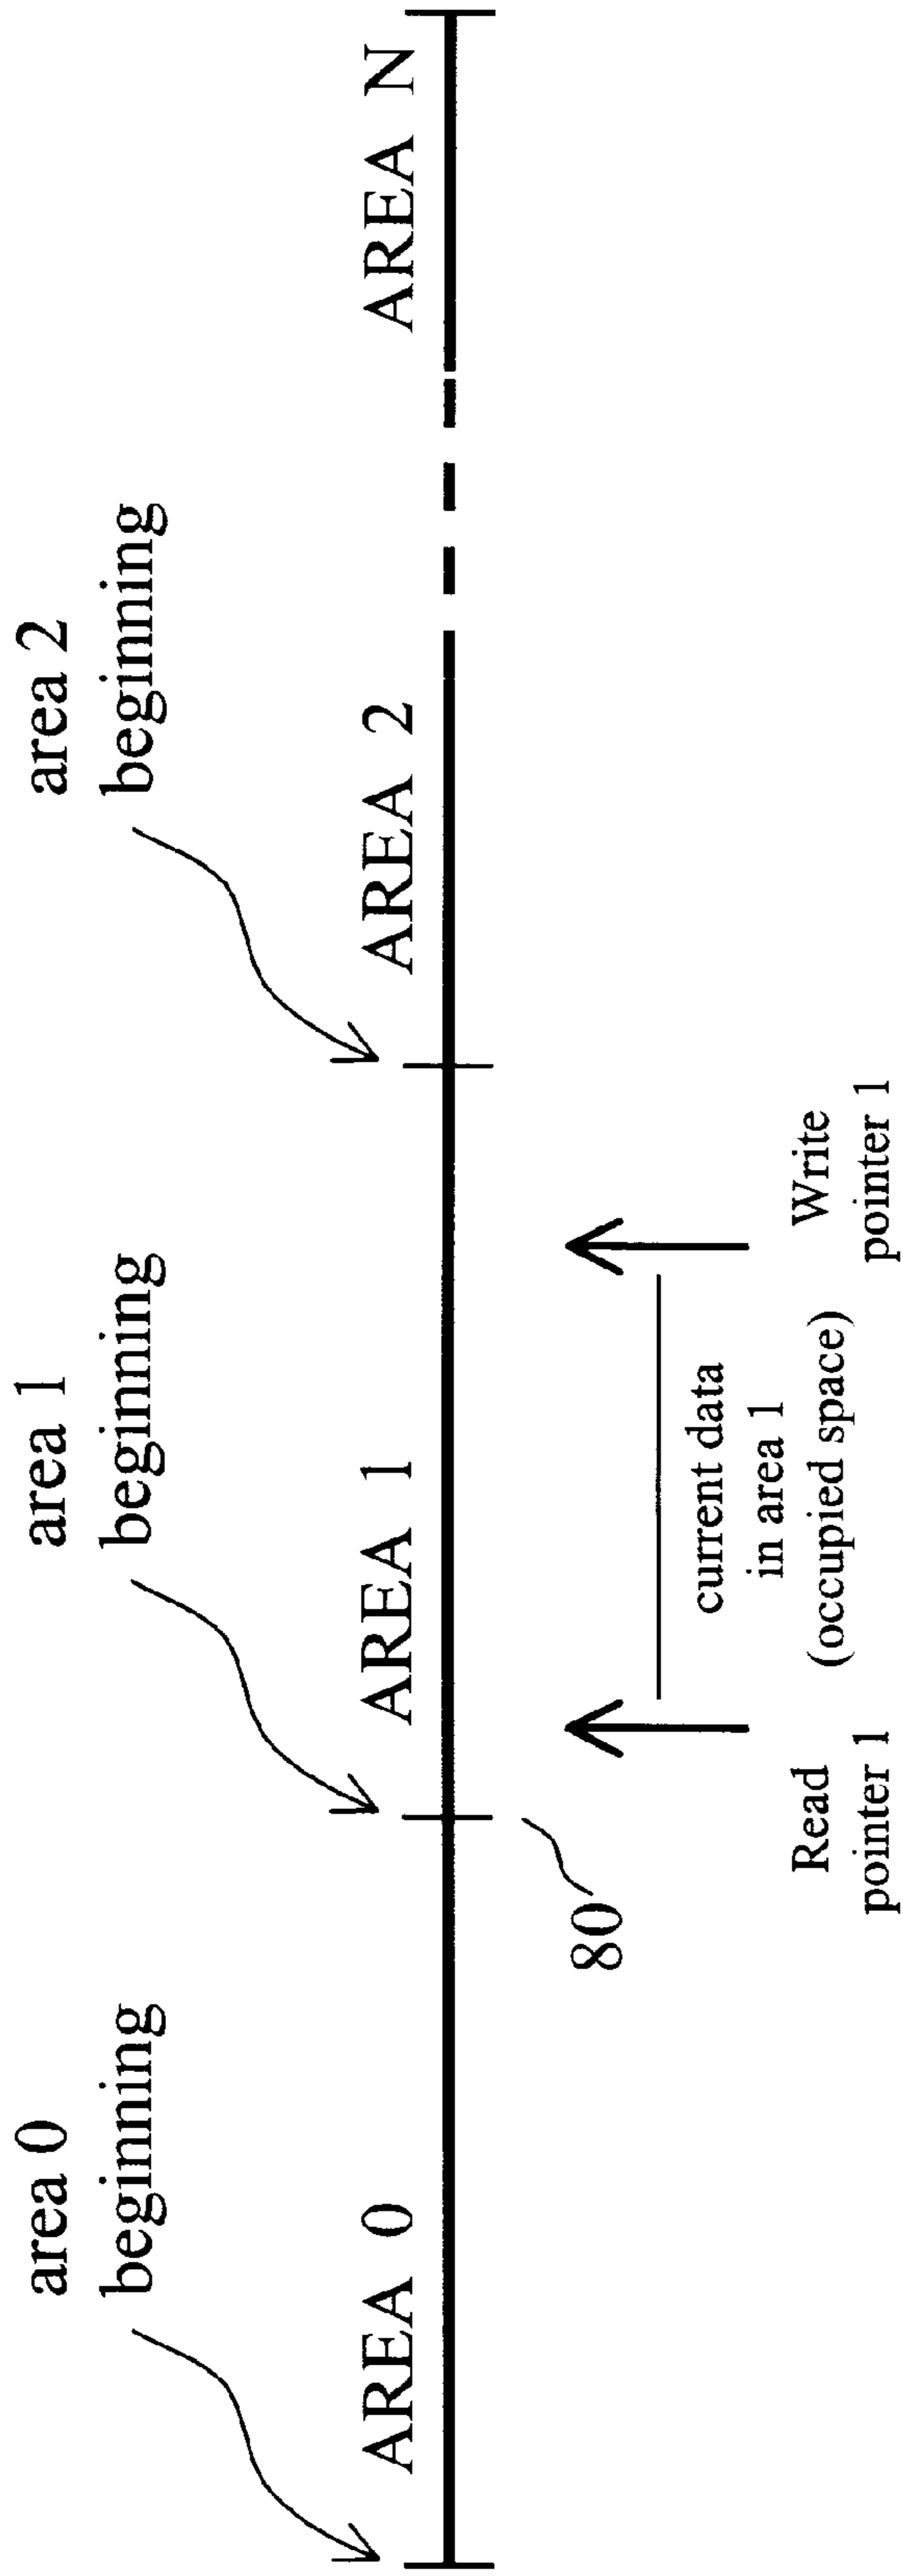 area 0
beginning
area 1
beginning
area 2
beginning
AREA 0
AREA 1
AREA 2
AREA N
80
Read
pointer 1
current data
in area 1
(occupied space)
Write
pointer 1